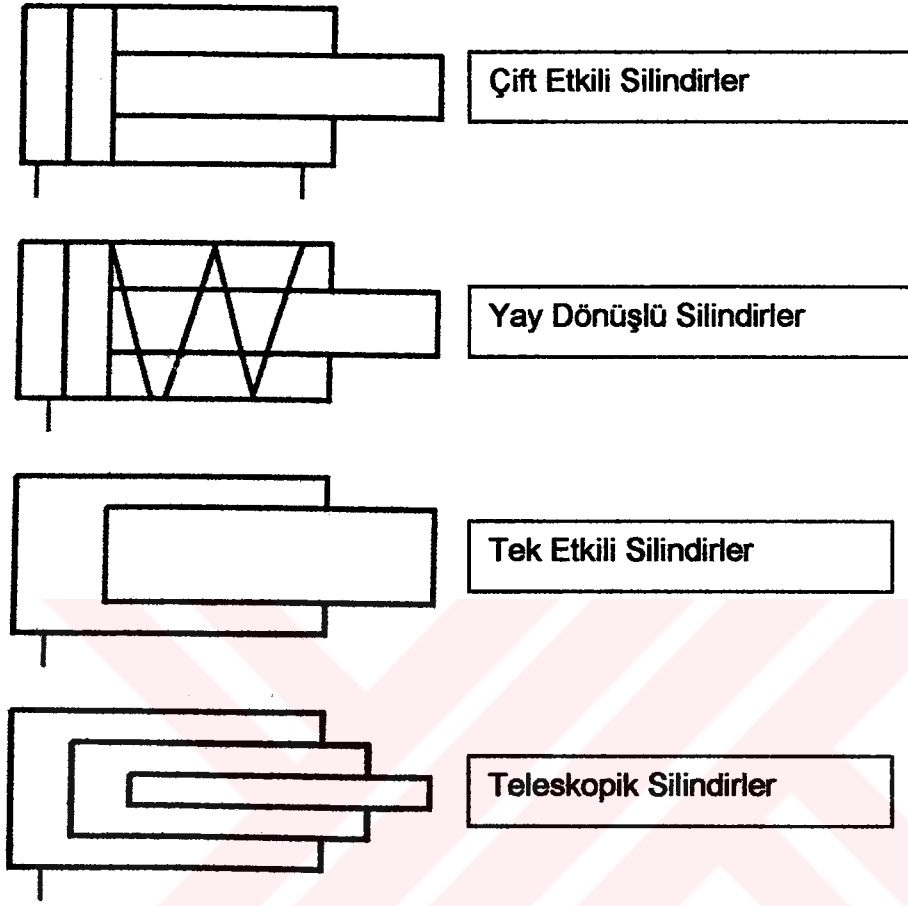 Çift Etkili Silindirler
Yay Dönüşlü Silindirler
Tek Etkili Silindirler
Teleskopik Silindirler